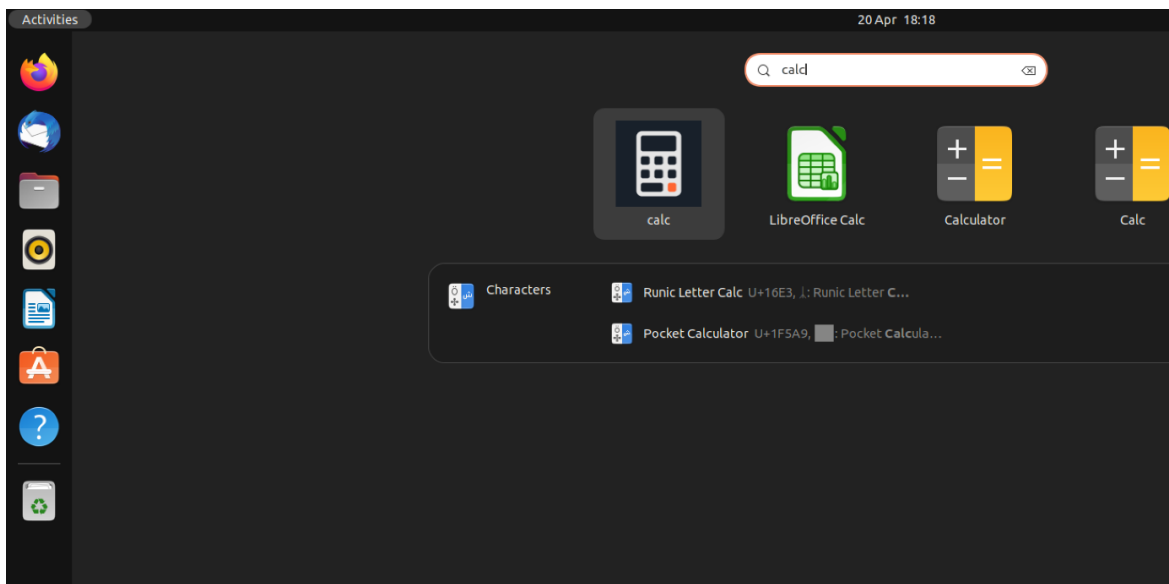 Activities
20 Apr 18:18
calc
calc
LibreOffice Calc
Calculator
Calc
Characters
Runic Letter Calc U+16E3, ᛣ: Runic Letter C...
Pocket Calculator U+1F5A9, : Pocket Calcula...